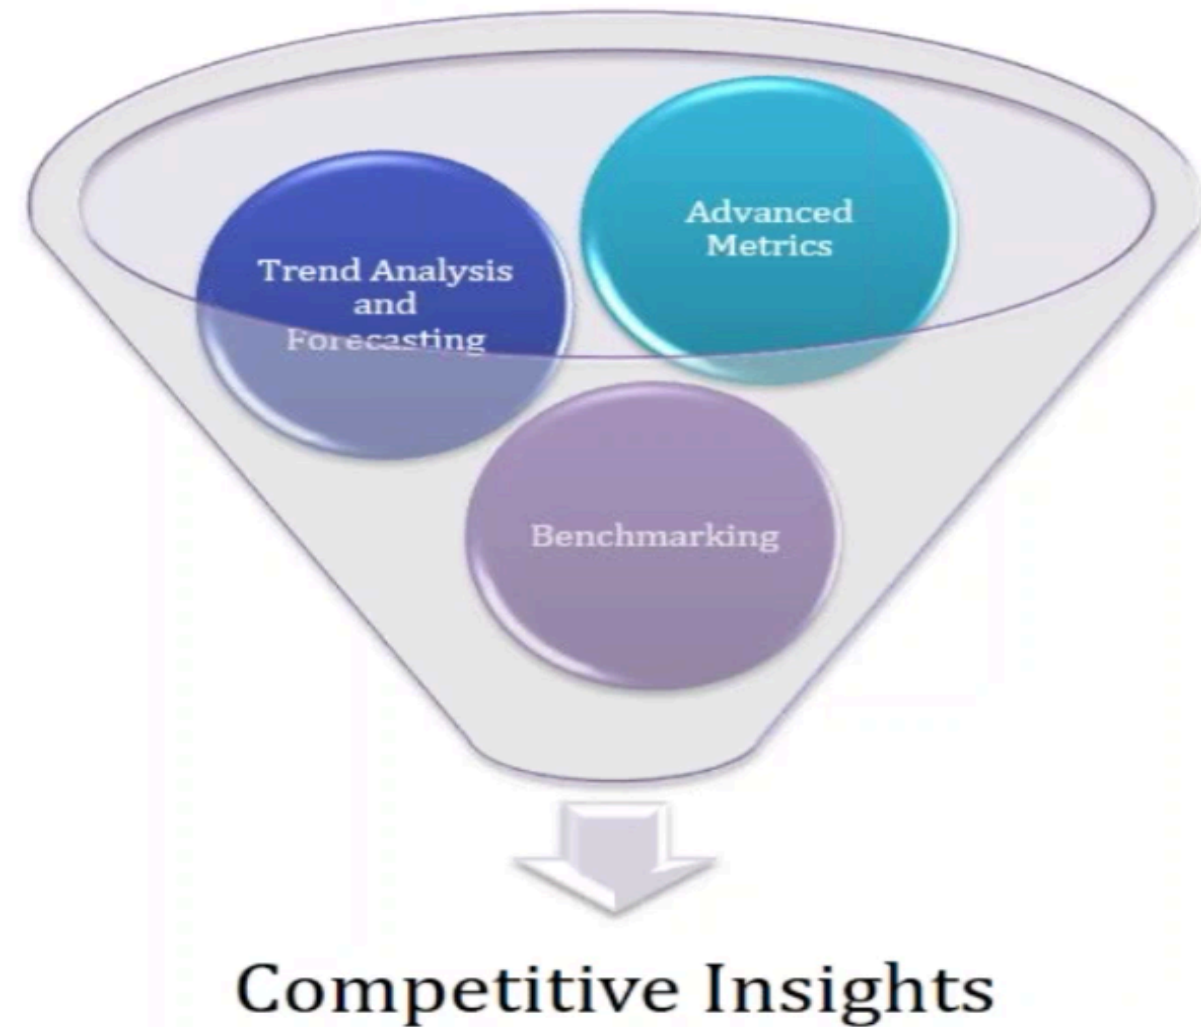 Advanced
Metrics
Trend Analysis
and
Forecasting
Benchmarking
Competitive Insights